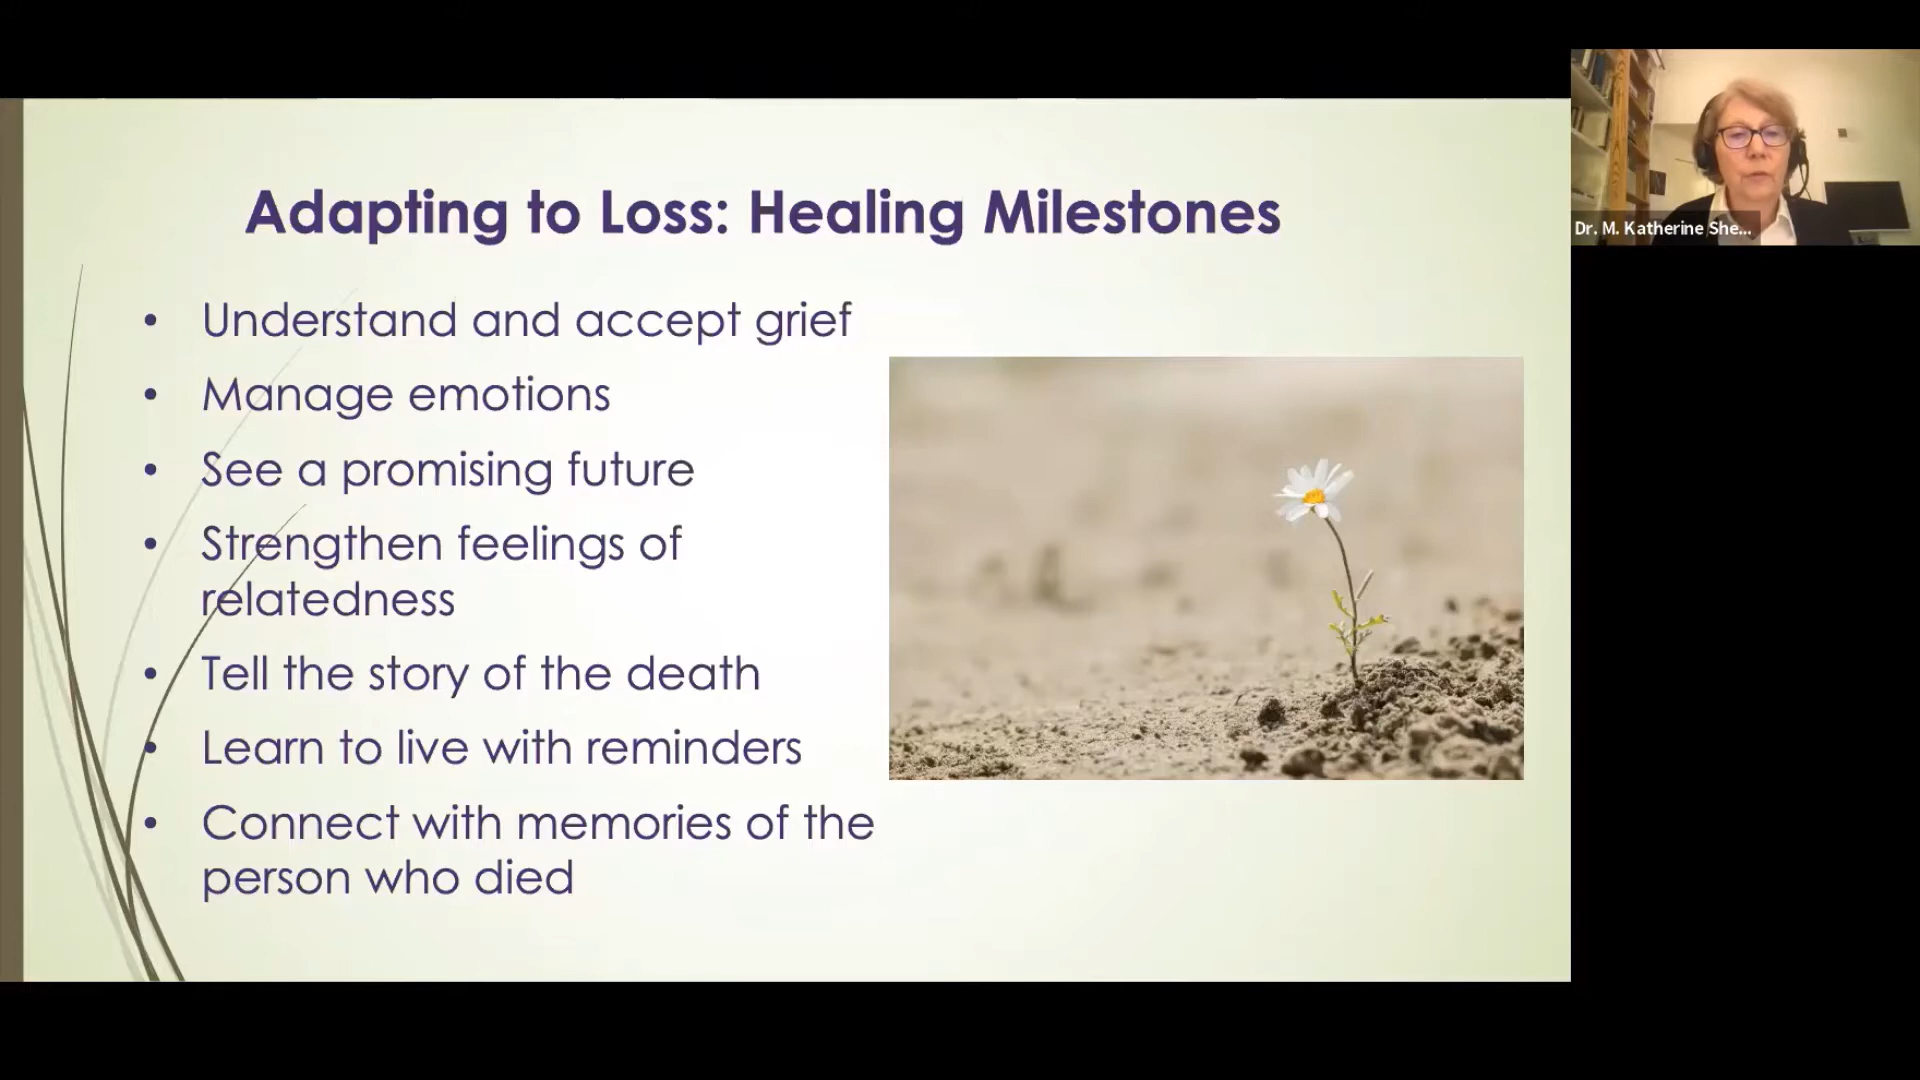 Adapting to Loss: Healing Milestones
• Understand and accept grief
• Manage emotions
• See a promising future
• Strengthen feelings of
relatedness
• Tell the story of the death
• Learn to live with reminders
• Connect with memories of the
person who died
Dr. M. Katherine She...